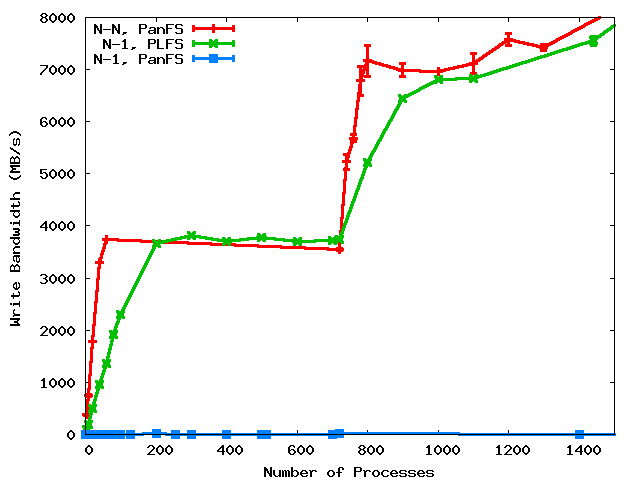 8000
7000
6000
5000
4000
3000
2000
1000
0
Write Bandwidth (MB/s)
N-N, PanFS
N-1, PLFS
N-1, PanFS
0 200 400 600 800 1000 1200 1400
Number of Processes